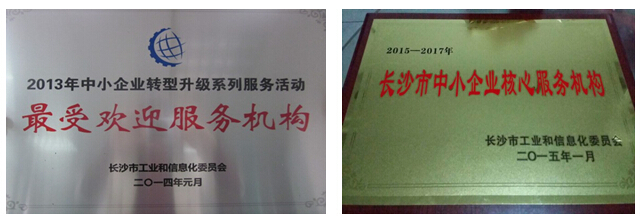 2013年中小企业转型升级系列服务活动
最受欢迎服务机构
长沙市工业和信息化委员会
二〇一四年元月
2015—2017年
长沙市中小企业核心服务机构
长沙市工业和信息化委员会
二〇一五年一月